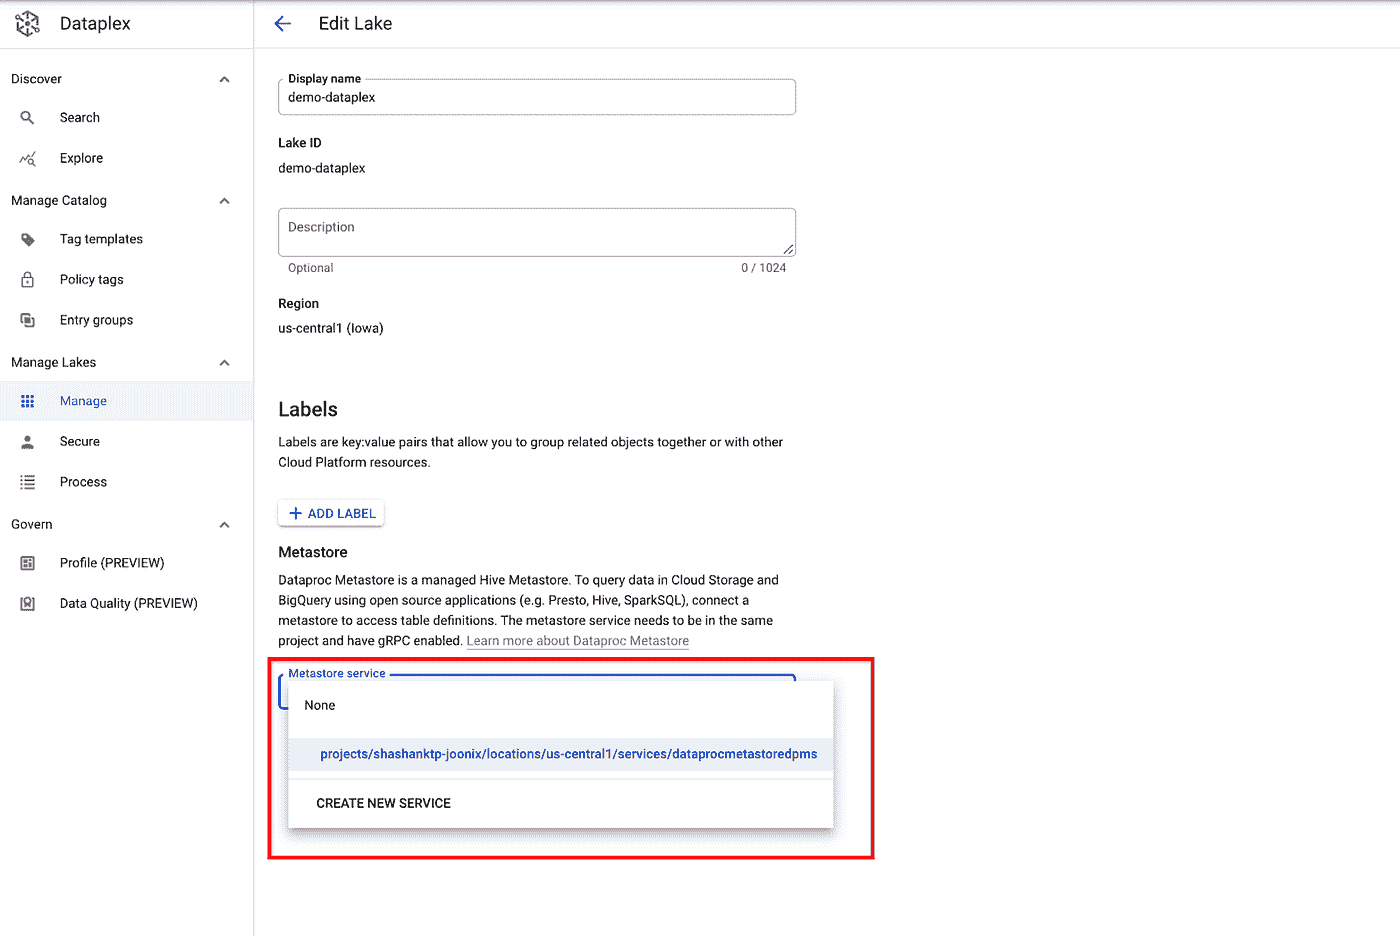 Dataplex
Edit Lake
Discover
Search
Explore
Manage Catalog
Tag templates
Policy tags
Entry groups
Manage Lakes
Manage
Secure
Process
Govern
Profile (PREVIEW)
Data Quality (PREVIEW)
Display name
demo-dataplex
Lake ID
demo-dataplex
Description
Optional
0 / 1024
Region
us-central1 (Iowa)
Labels
Labels are key:value pairs that allow you to group related objects together or with other
Cloud Platform resources.
ADD LABEL
Metastore
Dataproc Metastore is a managed Hive Metastore. To query data in Cloud Storage and
BigQuery using open source applications (e.g. Presto, Hive, SparkSQL), connect a
metastore to access table definitions. The metastore service needs to be in the same
project and have gRPC enabled. Learn more about Dataproc Metastore
Metastore service
None
projects/shashanktp-joonix/locations/us-central1/services/dataprocmetastoredpms
CREATE NEW SERVICE